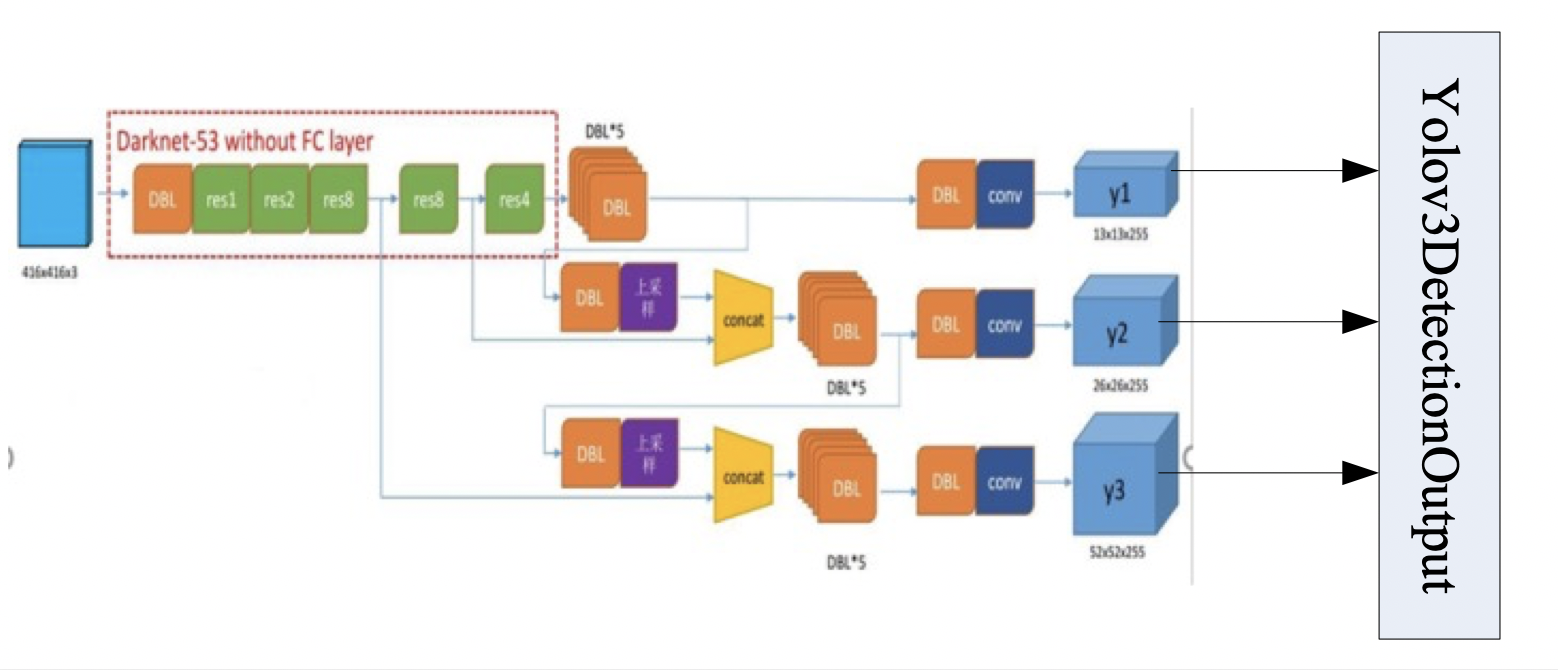 Darknet-53 without FC layer
DBL*5
DBL
res1
res2
res8
res8
res4
DBL
DBL
conv
y1
13x13x255
416x416x3
DBL
上采
样
concat
DBL
DBL
conv
y2
26x26x255
DBL*5
DBL
上采
样
concat
DBL
DBL
conv
y3
52x52x255
DBL*5
Yolov3DetectionOutput